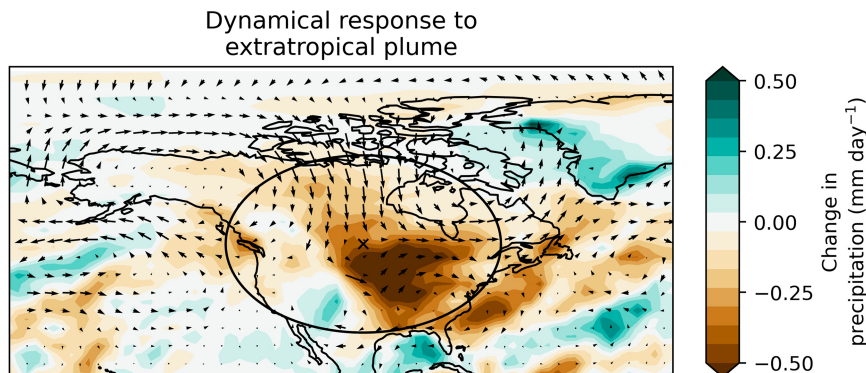 Dynamical response to
extratropical plume
0.50
0.25
0.00
−0.25
−0.50
Change in
precipitation (mm day⁻¹)